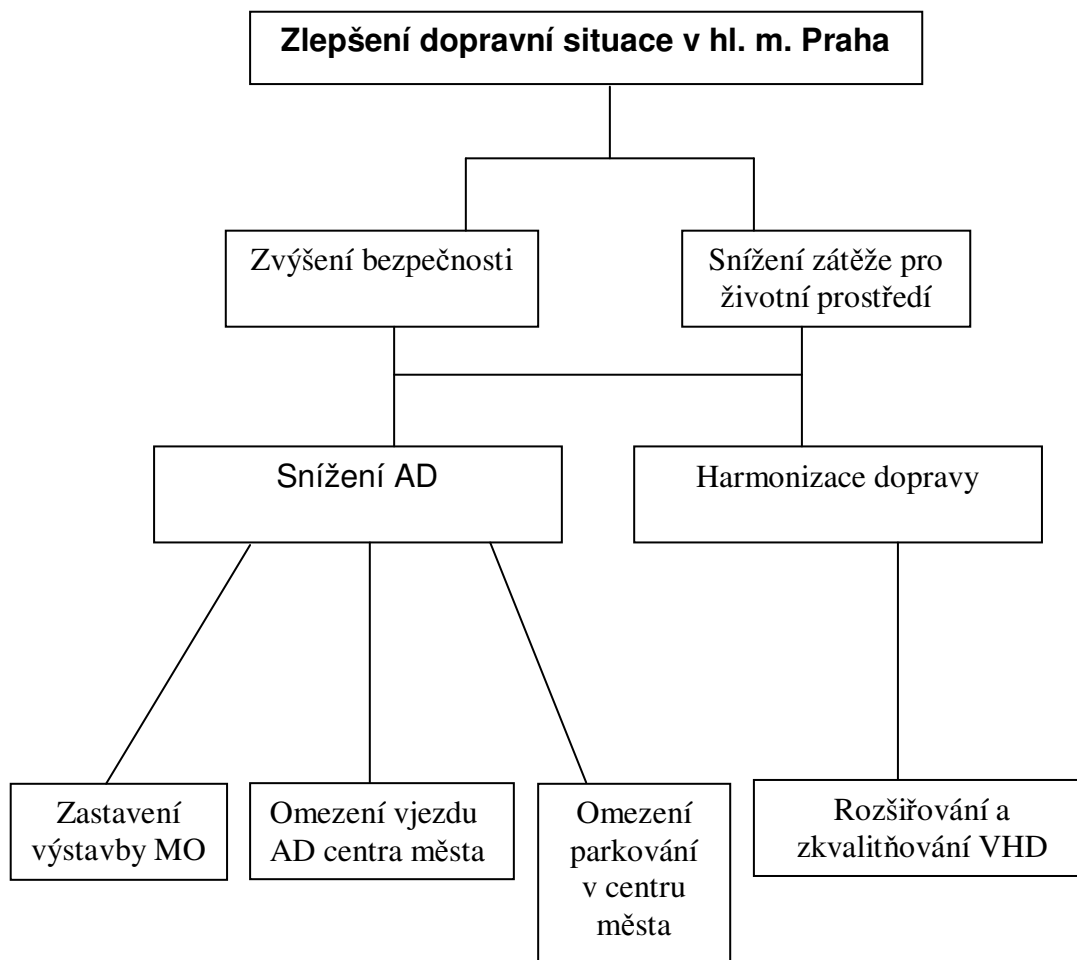 Zlepšení dopravní situace v hl. m. Praha
Zvýšení bezpečnosti
Snížení zátěže pro
životní prostředí
Snížení AD
Harmonizace dopravy
Zastavení
výstavby MO
Omezení vjezdu
AD centra města
Omezení
parkování
v centru
města
Rozšiřování a
zkvalitňování VHD